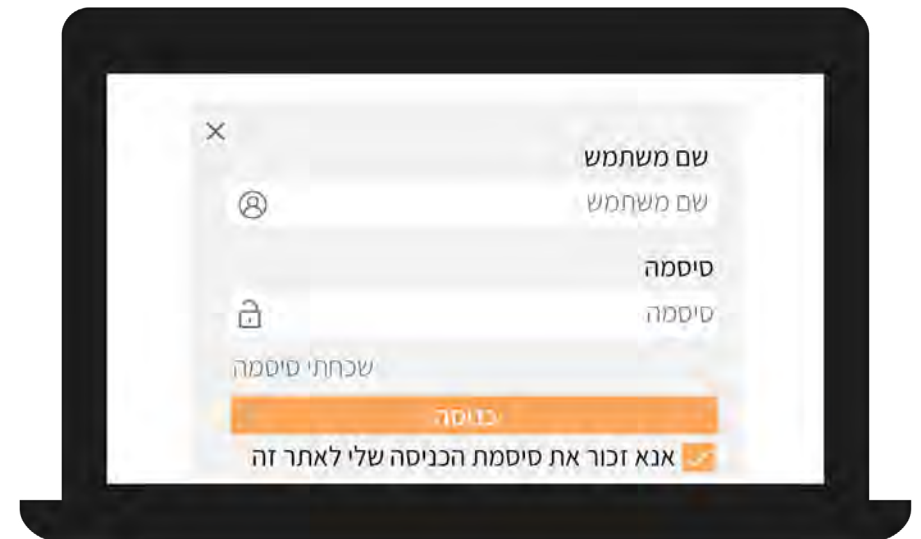 שם משתמש
שם משתמש
סיסמה
סיסמה
שכחתי סיסמה
כניסה
אנא זכור את סיסמת הכניסה שלי לאתר זה